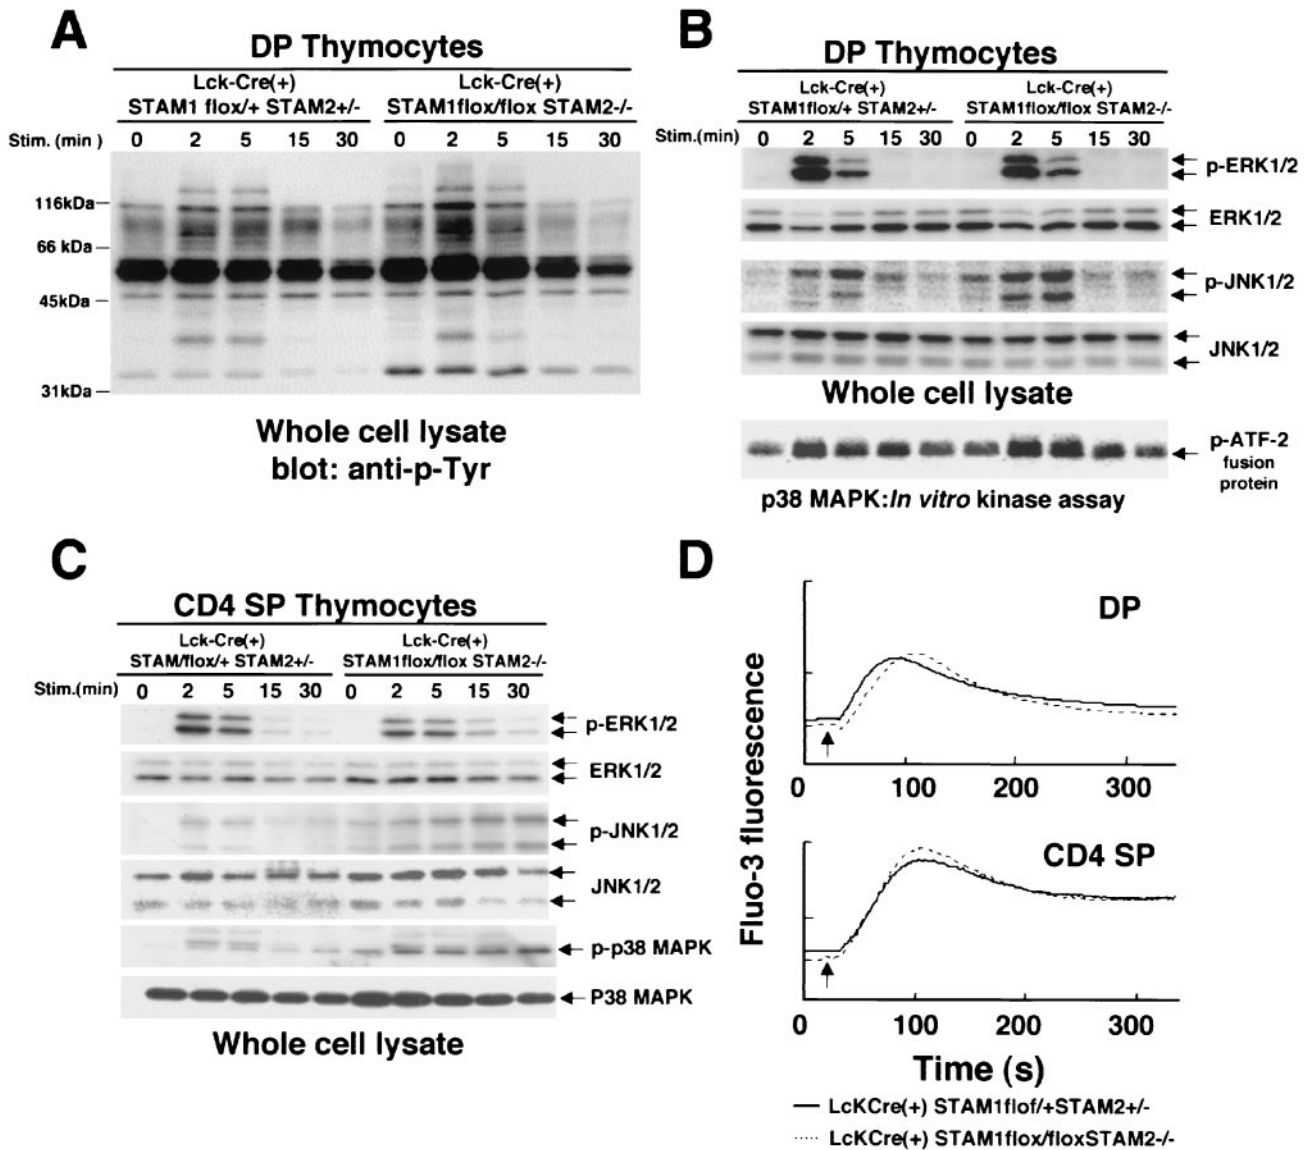 A
DP Thymocytes
Lck-Cre(+) Lck-Cre(+)
STAM1 flox/+ STAM2+/- STAM1flox/flox STAM2-/-
Stim. (min ) 0 2 5 15 30 0 2 5 15 30
116kDa
66 kDa
45kDa
31kDa
Whole cell lysate
blot: anti-p-Tyr
B
DP Thymocytes
Lck-Cre(+) Lck-Cre(+)
STAM1flox/+ STAM2+/- STAM1flox/flox STAM2-/-
Stim(min) 0 2 5 15 30 0 2 5 15 30
p-ERK1/2
ERK1/2
p-JNK1/2
JNK1/2
Whole cell lysate
p-ATF-2
fusion
protein
p38 MAPK:In vitro kinase assay
C
CD4 SP Thymocytes
Lck-Cre(+) Lck-Cre(+)
STAM/flox/+ STAM2+/- STAM1flox/flox STAM2-/-
Stim.(min) 0 2 5 15 30 0 2 5 15 30
p-ERK1/2
ERK1/2
p-JNK1/2
JNK1/2
p-p38 MAPK
P38 MAPK
Whole cell lysate
D
DP
0 100 200 300
CD4 SP
0 100 200 300
Fluo-3 fluorescence
Time (s)
LcKCre(+) STAM1flof/+STAM2+/-
LcKCre(+) STAM1flox/floxSTAM2-/-